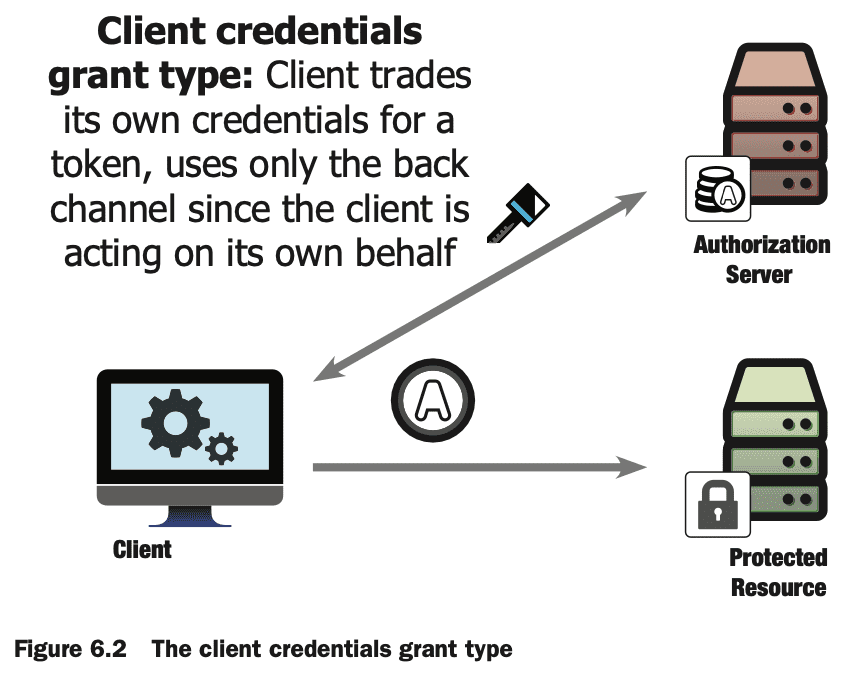 Client credentials
grant type: Client trades
its own credentials for a
token, uses only the back
channel since the client is
acting on its own behalf
A
Authorization
Server
A
Client
Protected
Resource
Figure 6.2 The client credentials grant type